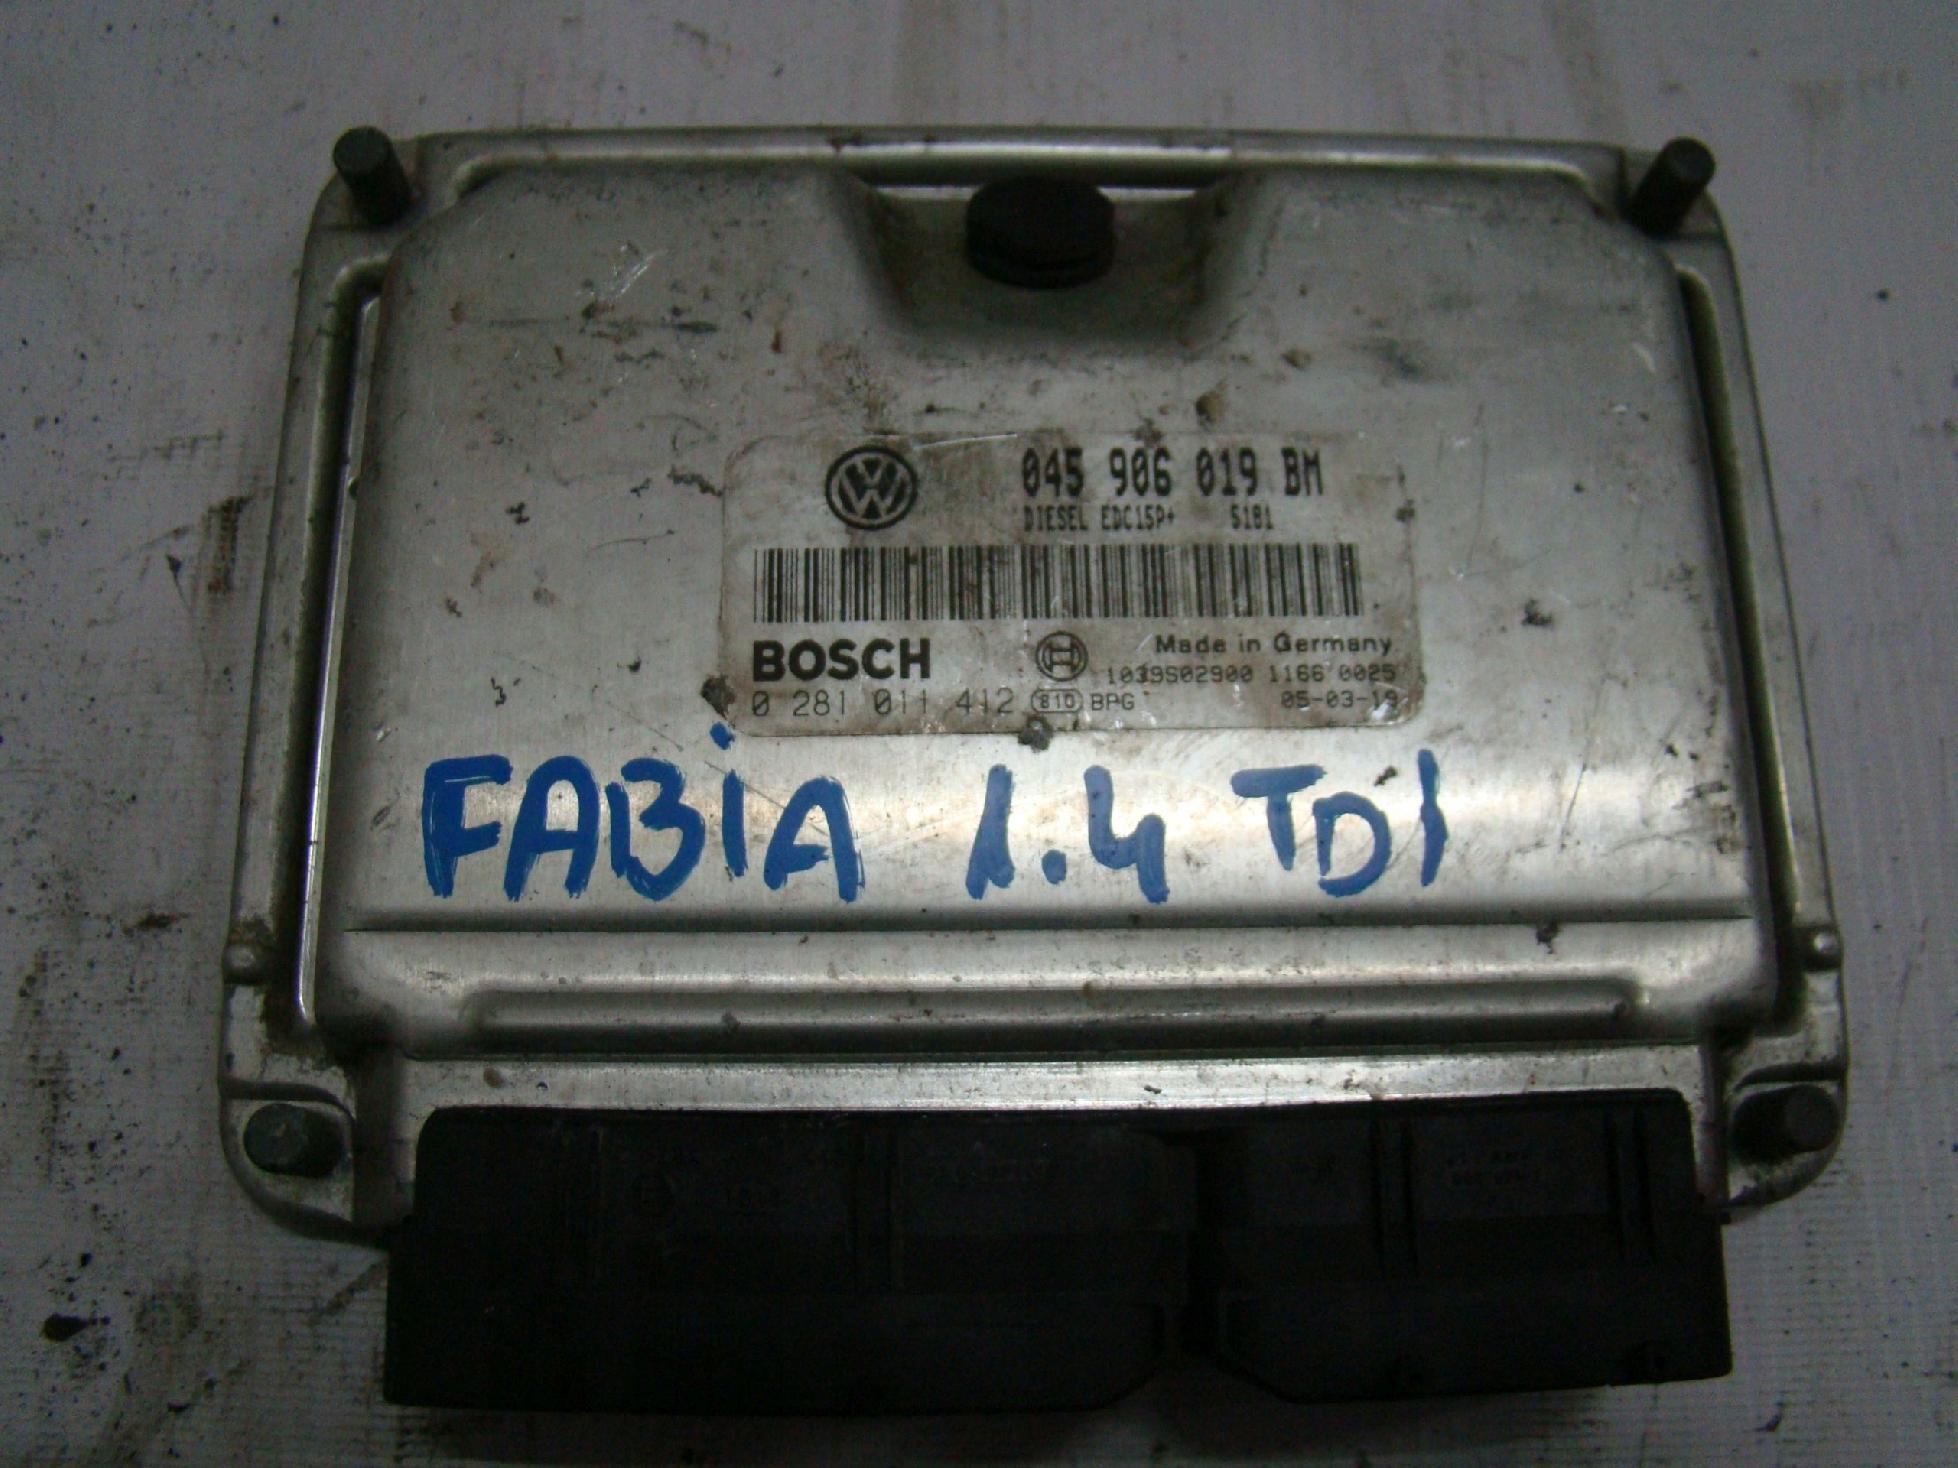 045 906 019 BM
DIESEL EDC15P+ 5181
BOSCH Made in Germany
1039S02900 1166 0025
0 281 011 412 810 BPG 05-03-19
FABİA 1.4 TDI